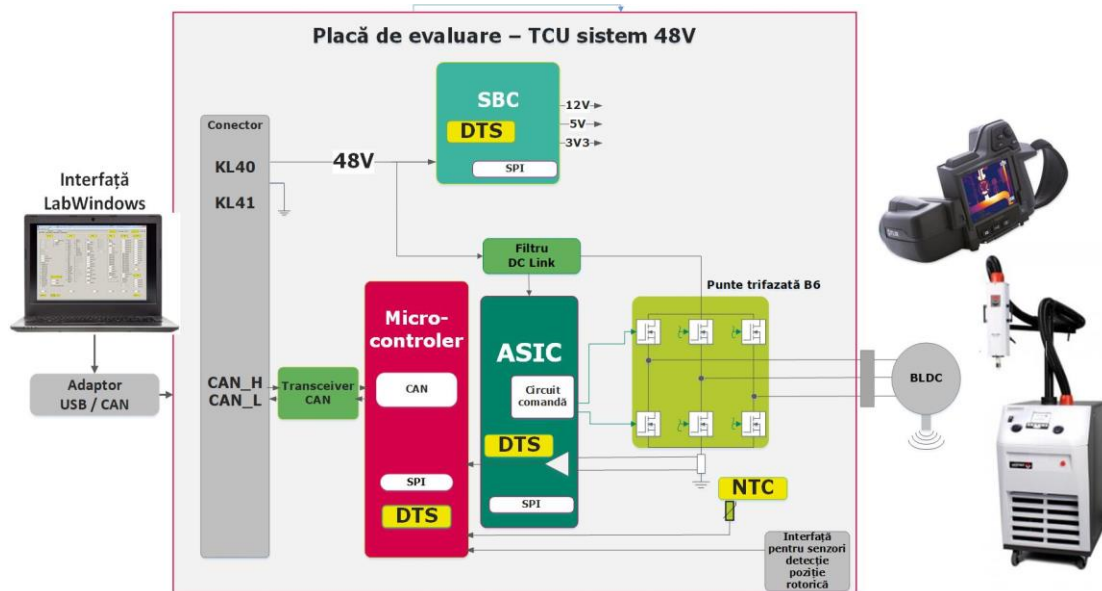 Placă de evaluare – TCU sistem 48V
SBC
DTS
SPI
12V
5V
3V3
Conector
KL40
48V
KL41
Interfață
LabWindows
Filtru
DC Link
Punte trifazată B6
Micro-
controler
ASIC
CAN_H
CAN_L
Transceiver
CAN
CAN
Circuit
comandă
BLDC
Adaptor
USB / CAN
DTS
SPI
SPI
DTS
NTC
Interfață
pentru senzori
detecție
poziție
rotorică